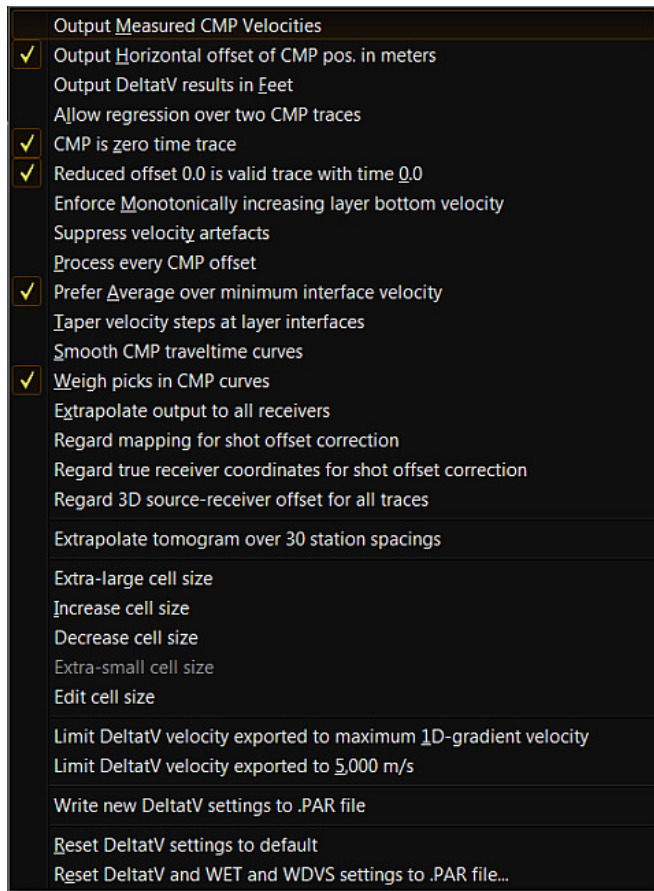 Output Measured CMP Velocities
Output Horizontal offset of CMP pos. in meters
Output DeltatV results in Feet
Allow regression over two CMP traces
CMP is zero time trace
Reduced offset 0.0 is valid trace with time 0.0
Enforce Monotonically increasing layer bottom velocity
Suppress velocity artefacts
Process every CMP offset
Prefer Average over minimum interface velocity
Taper velocity steps at layer interfaces
Smooth CMP traveltime curves
Weigh picks in CMP curves
Extrapolate output to all receivers
Regard mapping for shot offset correction
Regard true receiver coordinates for shot offset correction
Regard 3D source-receiver offset for all traces
Extrapolate tomogram over 30 station spacings
Extra-large cell size
Increase cell size
Decrease cell size
Extra-small cell size
Edit cell size
Limit DeltatV velocity exported to maximum 1D-gradient velocity
Limit DeltatV velocity exported to 5,000 m/s
Write new DeltatV settings to .PAR file
Reset DeltatV settings to default
Reset DeltatV and WET and WDVS settings to .PAR file...